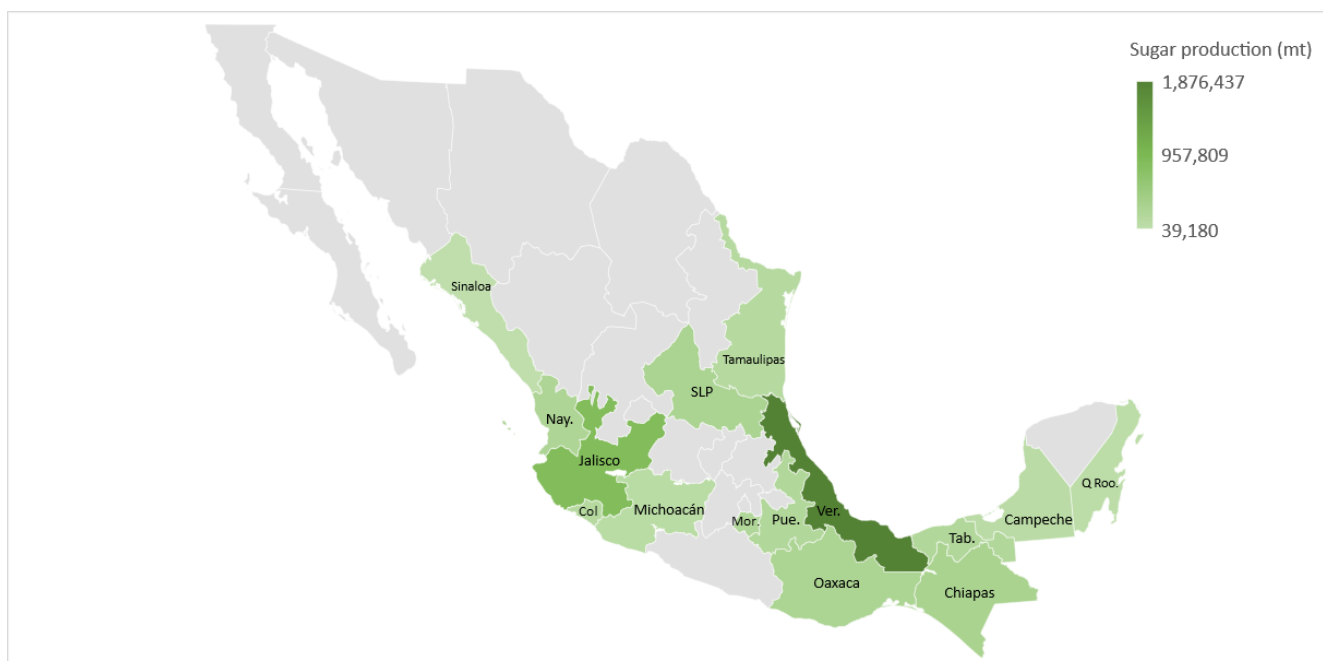 Sugar production (mt)
1,876,437
957,809
39,180
Sinaloa
Tamaulipas
SLP
Nay.
Jalisco
Q Roo.
Col
Michoacán
Mor.
Pue.
Ver.
Campeche
Tab.
Oaxaca
Chiapas